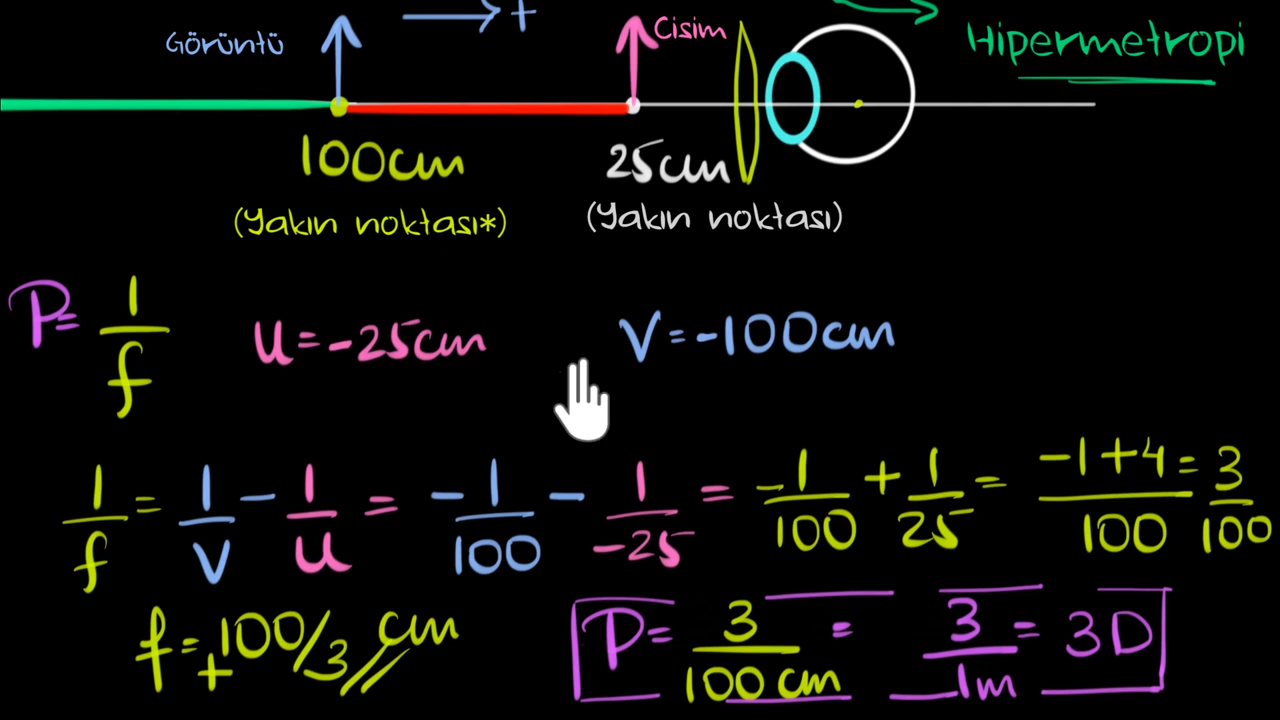 +
Görüntü
Cisim
Hipermetropi
100cm
25cm
(Yakın noktası*)
(Yakın noktası)
P = 1/f
u = -25cm
v = -100cm
1/f = 1/v - 1/u = -1/100 - 1/-25 = -1/100 + 1/25 = -1+4/100 = 3/100
f = +100/3 cm
P = 3/100 cm = 3/1m = 3D